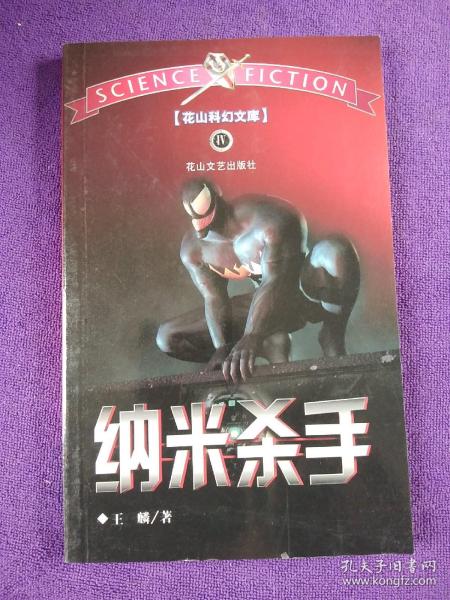 SCIENCE FICTION
【花山科幻文库】
IV
花山文艺出版社
纳米杀手
◆王 麟/著
孔夫子旧书网
www.kongfz.com